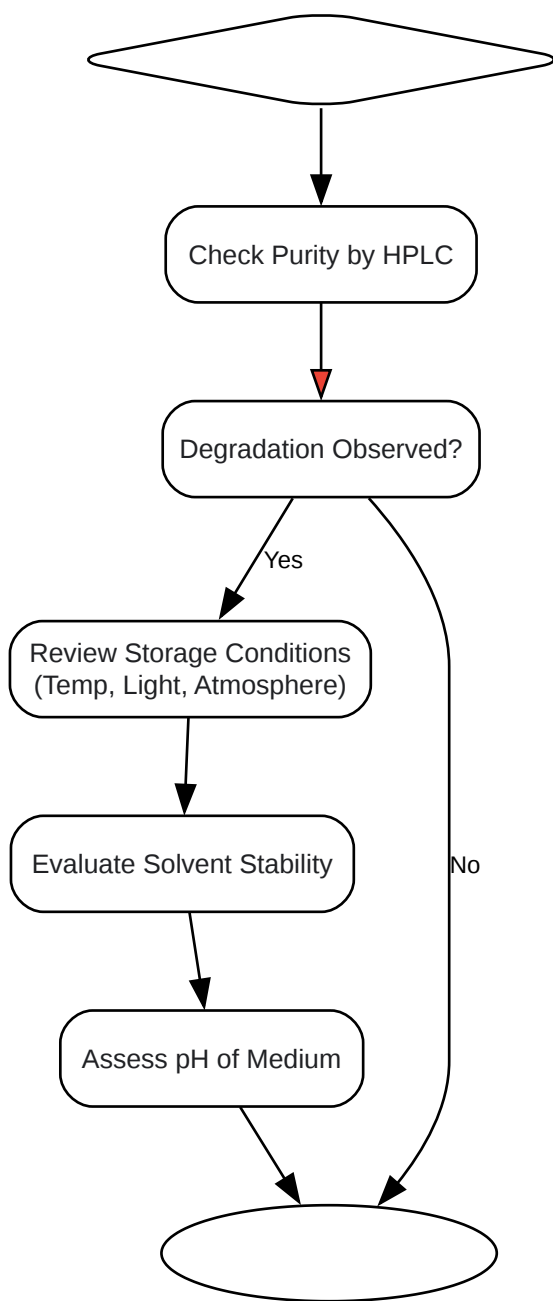 Check Purity by HPLC
Degradation Observed?
Yes
Review Storage Conditions
(Temp, Light, Atmosphere)
Evaluate Solvent Stability
No
Assess pH of Medium